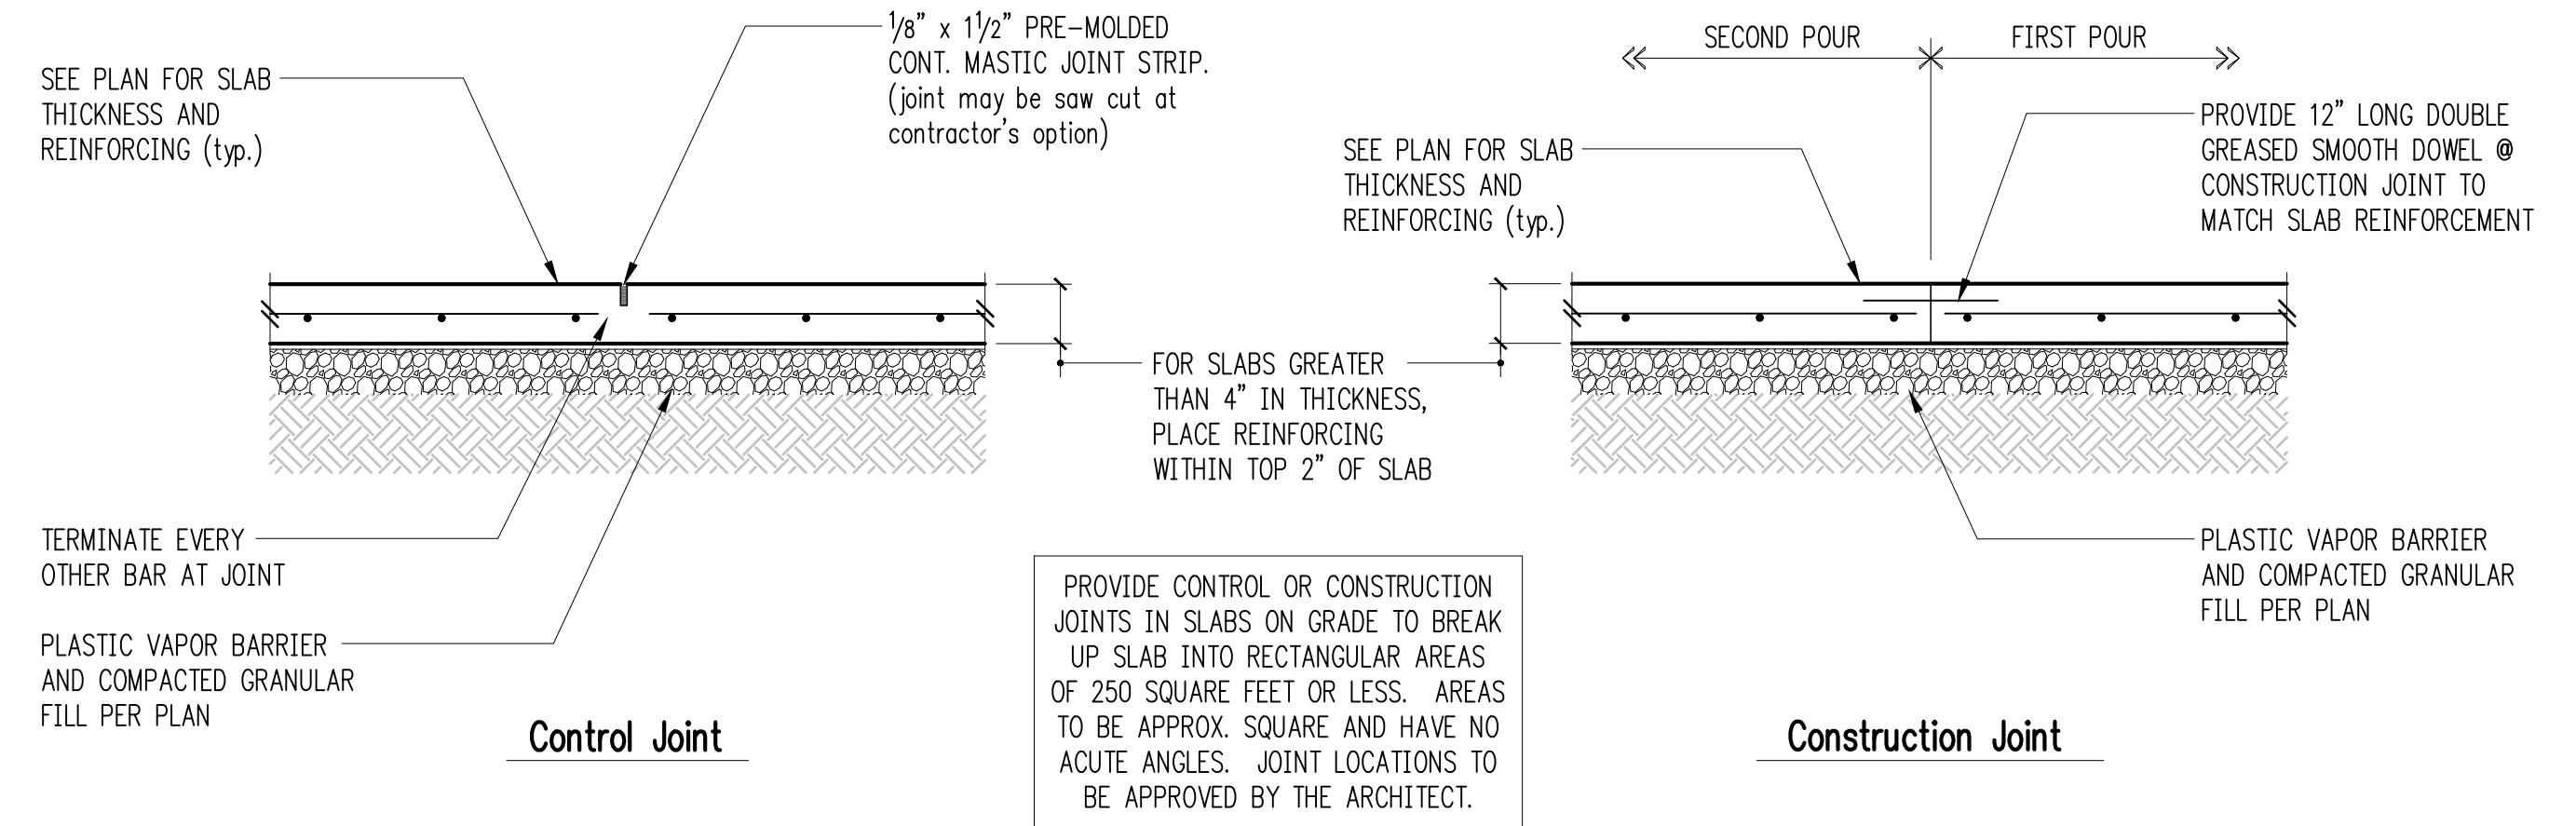 SEE PLAN FOR SLAB
THICKNESS AND
REINFORCING (typ.)
1/8" x 1 1/2" PRE-MOLDED
CONT. MASTIC JOINT STRIP.
(joint may be saw cut at
contractor's option)
TERMINATE EVERY
OTHER BAR AT JOINT
PLASTIC VAPOR BARRIER
AND COMPACTED GRANULAR
FILL PER PLAN
Control Joint
FOR SLABS GREATER
THAN 4" IN THICKNESS,
PLACE REINFORCING
WITHIN TOP 2" OF SLAB
PROVIDE CONTROL OR CONSTRUCTION
JOINTS IN SLABS ON GRADE TO BREAK
UP SLAB INTO RECTANGULAR AREAS
OF 250 SQUARE FEET OR LESS. AREAS
TO BE APPROX. SQUARE AND HAVE NO
ACUTE ANGLES. JOINT LOCATIONS TO
BE APPROVED BY THE ARCHITECT.
SECOND POUR
FIRST POUR
SEE PLAN FOR SLAB
THICKNESS AND
REINFORCING (typ.)
PROVIDE 12" LONG DOUBLE
GREASED SMOOTH DOWEL @
CONSTRUCTION JOINT TO
MATCH SLAB REINFORCEMENT
PLASTIC VAPOR BARRIER
AND COMPACTED GRANULAR
FILL PER PLAN
Construction Joint